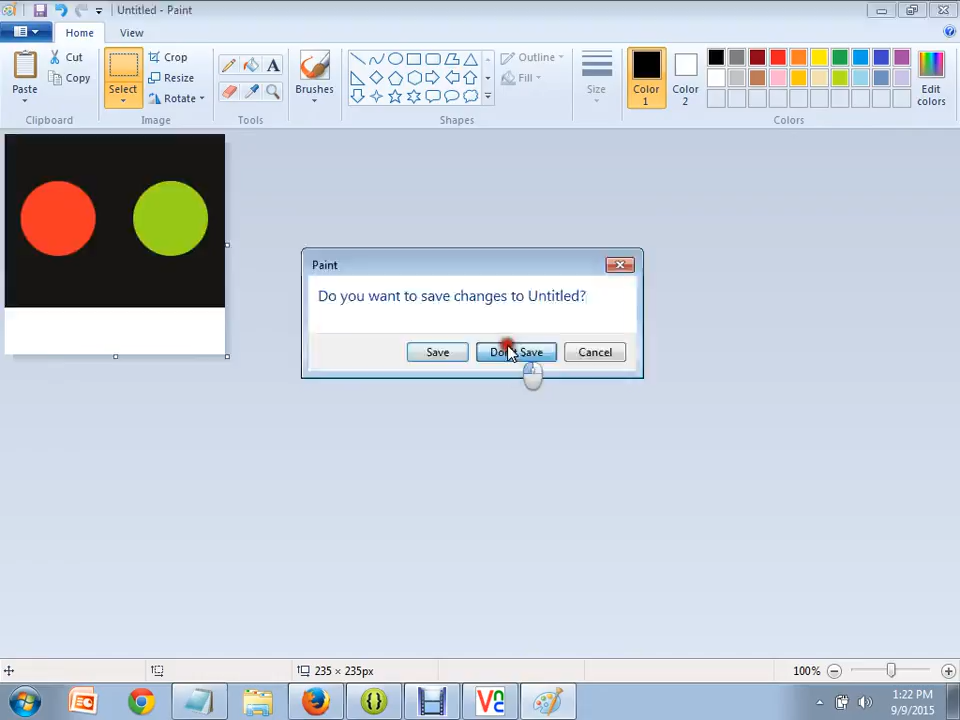 Untitled - Paint
Home
View
Paste
Cut
Copy
Clipboard
Select
Crop
Resize
Rotate
Image
A
Tools
Brushes
Shapes
Outline
Fill
Size
Color
1
Color
2
Edit
colors
Colors
Paint
Do you want to save changes to Untitled?
Save
Save
Cancel
235 × 235px
100%
1:22 PM
9/9/2015